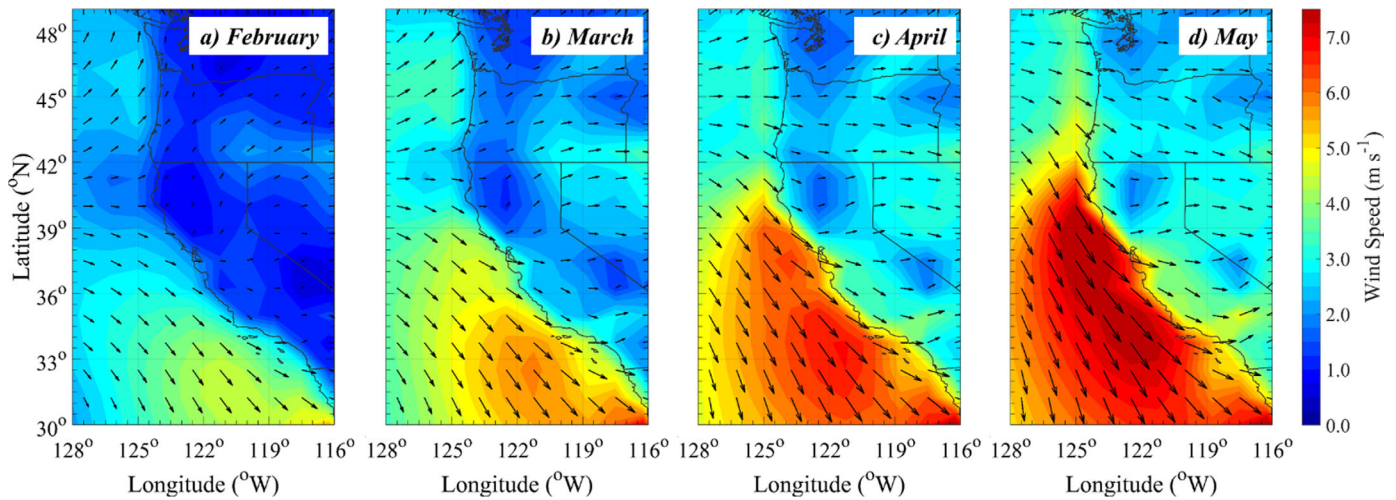 a) February
b) March
c) April
d) May
48°
45°
42°
39°
36°
33°
30°
Latitude (°N)
128° 125° 122° 119° 116°
128° 125° 122° 119° 116°
128° 125° 122° 119° 116°
128° 125° 122° 119° 116°
Longitude (°W)
Longitude (°W)
Longitude (°W)
Longitude (°W)
7.0
6.0
5.0
4.0
3.0
2.0
1.0
0.0
Wind Speed (m s⁻¹)